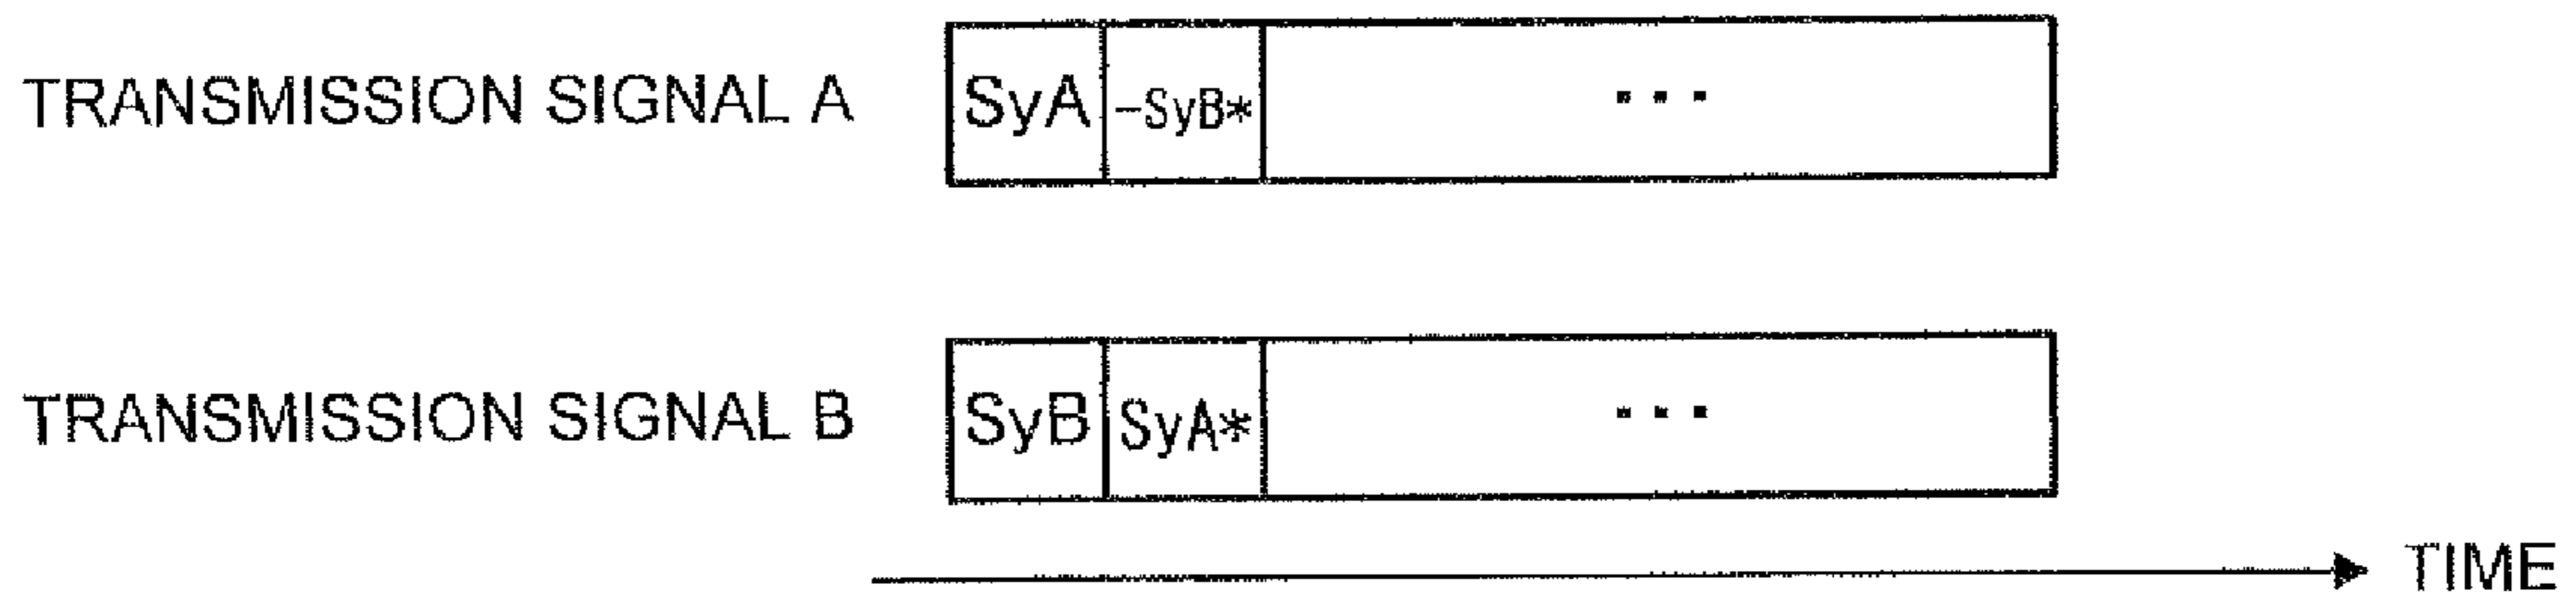 TRANSMISSION SIGNAL A SyA -SyB* ...
TRANSMISSION SIGNAL B SyB SyA* ...
TIME